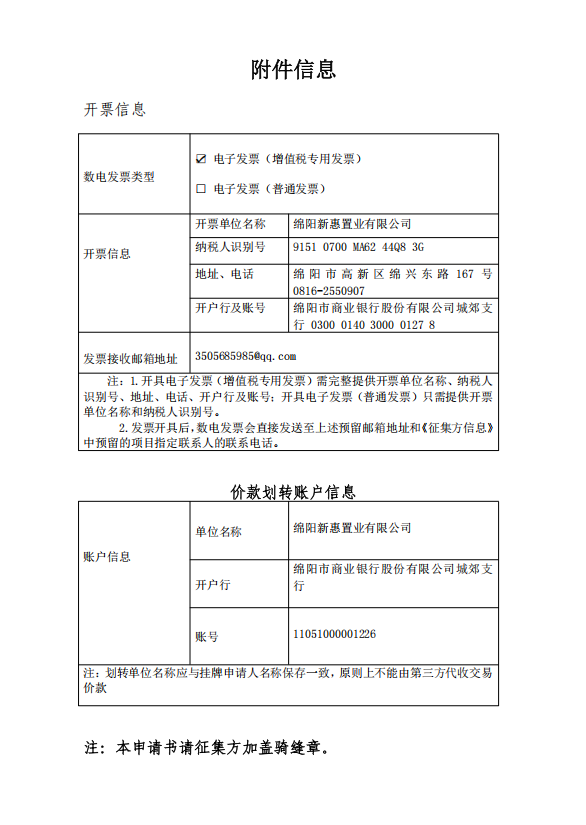 附件信息
开票信息
数电发票类型
☑ 电子发票（增值税专用发票）
☐ 电子发票（普通发票）
开票信息
开票单位名称
绵阳新惠置业有限公司
纳税人识别号
9151 0700 MA62 44Q8 3G
地址、电话
绵阳市高新区绵兴东路 167 号
0816-2550907
开户行及账号
绵阳市商业银行股份有限公司城郊支
行 0300 0140 3000 0127 8
发票接收邮箱地址
3505685985@qq.com
注：1.开具电子发票（增值税专用发票）需完整提供开票单位名称、纳税人
识别号、地址、电话、开户行及账号；开具电子发票（普通发票）只需提供开票
单位名称和纳税人识别号。
2.发票开具后，数电发票会直接发送至上述预留邮箱地址和《征集方信息》
中预留的项目指定联系人的联系电话。
价款划转账户信息
账户信息
单位名称
绵阳新惠置业有限公司
开户行
绵阳市商业银行股份有限公司城郊支
行
账号
11051000001226
注：划转单位名称应与挂牌申请人名称保存一致，原则上不能由第三方代收交易
价款
注：本申请书请征集方加盖骑缝章。